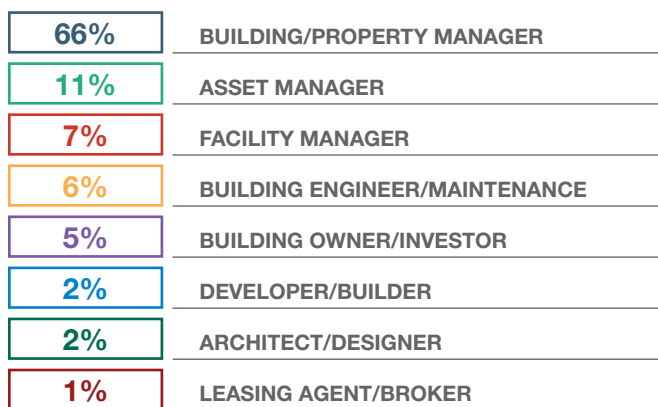 66% BUILDING/PROPERTY MANAGER
11% ASSET MANAGER
7% FACILITY MANAGER
6% BUILDING ENGINEER/MAINTENANCE
5% BUILDING OWNER/INVESTOR
2% DEVELOPER/BUILDER
2% ARCHITECT/DESIGNER
1% LEASING AGENT/BROKER